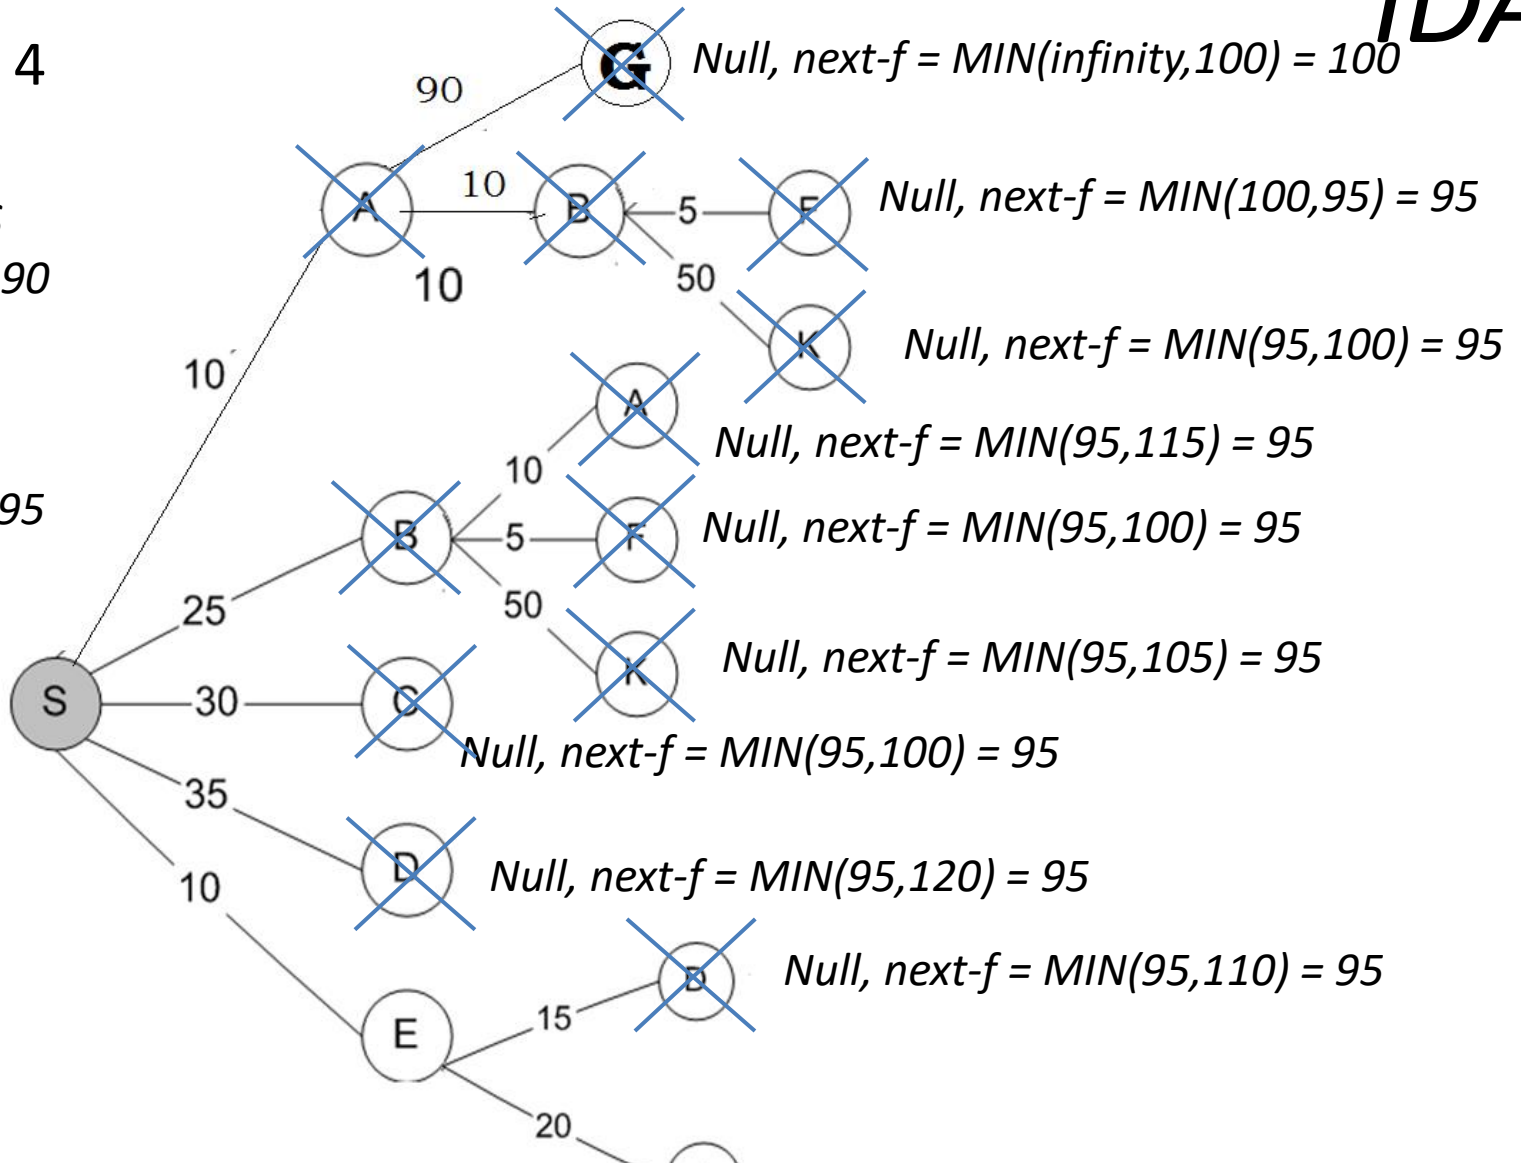 IDA
4
G
Null, next-f = MIN(infinity,100) = 100
90
A
10
B
5
F
Null, next-f = MIN(100,95) = 95
90
10
50
K
Null, next-f = MIN(95,100) = 95
10
A
Null, next-f = MIN(95,115) = 95
10
95
B
5
F
Null, next-f = MIN(95,100) = 95
25
50
K
Null, next-f = MIN(95,105) = 95
S
30
C
Null, next-f = MIN(95,100) = 95
35
D
Null, next-f = MIN(95,120) = 95
10
D
Null, next-f = MIN(95,110) = 95
15
E
20